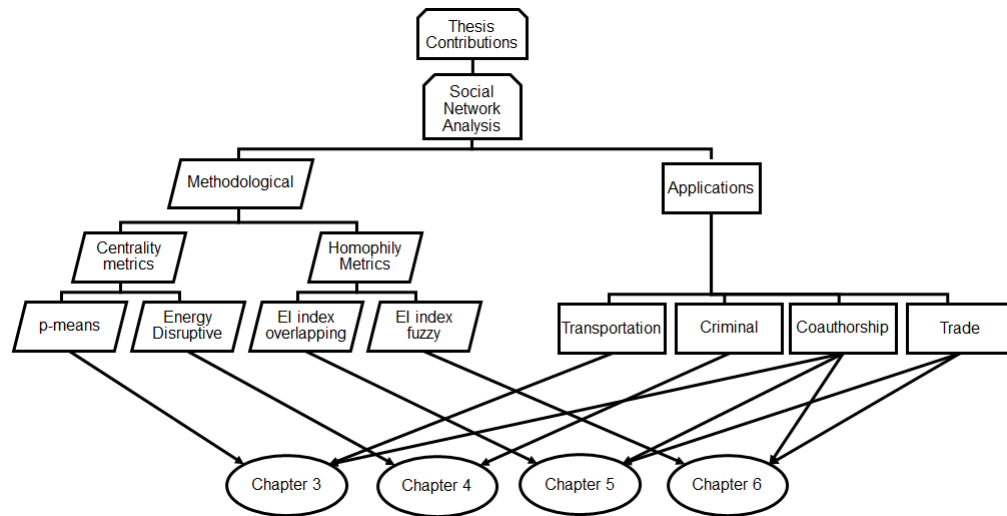 Thesis
Contributions
Social
Network
Analysis
Methodological
Applications
Centrality
metrics
Homophily
Metrics
p-means
Energy
Disruptive
EI index
overlapping
EI index
fuzzy
Transportation
Criminal
Coauthorship
Trade
Chapter 3
Chapter 4
Chapter 5
Chapter 6